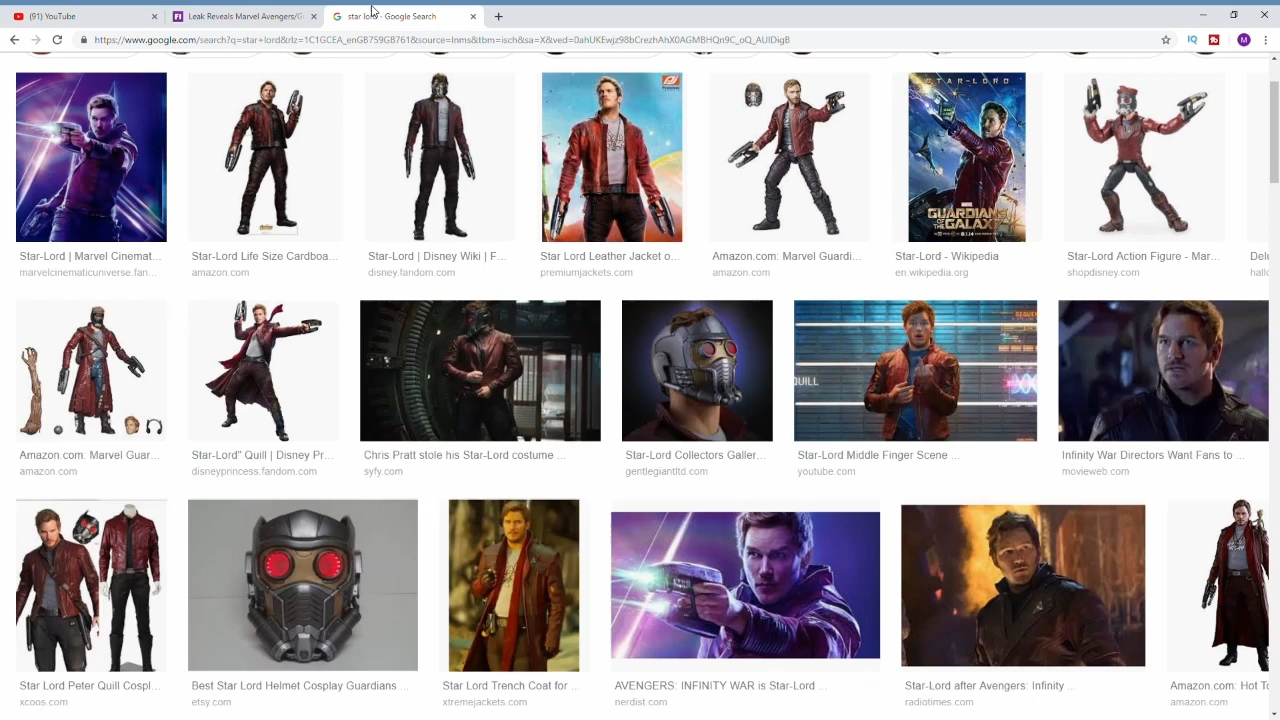 (91) YouTube
Leak Reveals Marvel Avengers/Gu
star lord - Google Search
https://www.google.com/search?q=star+lord&rlz=1C1GCEA_enGB759GB761&source=lnms&tbm=isch&sa=X&ved=0ahUKEwjz98bCrezhAhX0AGMBHQn9C_oQ_AUIDigB
STAR-LORD
MARVEL
GUARDIANS
OF THE GALAXY
Star-Lord | Marvel Cinemat...
Star-Lord Life Size Cardboa...
Star-Lord | Disney Wiki | F...
Star Lord Leather Jacket o...
Amazon.com: Marvel Guardi...
Star-Lord - Wikipedia
Star-Lord Action Figure - Mar...
marvelcinematicuniverse.fan...
amazon.com
disney.fandom.com
premiumjackets.com
amazon.com
en.wikipedia.org
shopdisney.com
QUILL
Amazon.com: Marvel Guar...
Star-Lord" Quill | Disney Pr...
Chris Pratt stole his Star-Lord costume ...
Star-Lord Collectors Galler...
Star-Lord Middle Finger Scene ...
Infinity War Directors Want Fans to ...
amazon.com
disneyprincess.fandom.com
syfy.com
gentlegiantltd.com
youtube.com
movieweb.com
Star Lord Peter Quill Cospl...
Best Star Lord Helmet Cosplay Guardians ...
Star Lord Trench Coat for ...
AVENGERS: INFINITY WAR is Star-Lord ...
Star-Lord after Avengers: Infinity ...
Amazon.com: Hot To
xcoos.com
etsy.com
xtremejackets.com
nerdist.com
radiotimes.com
amazon.com